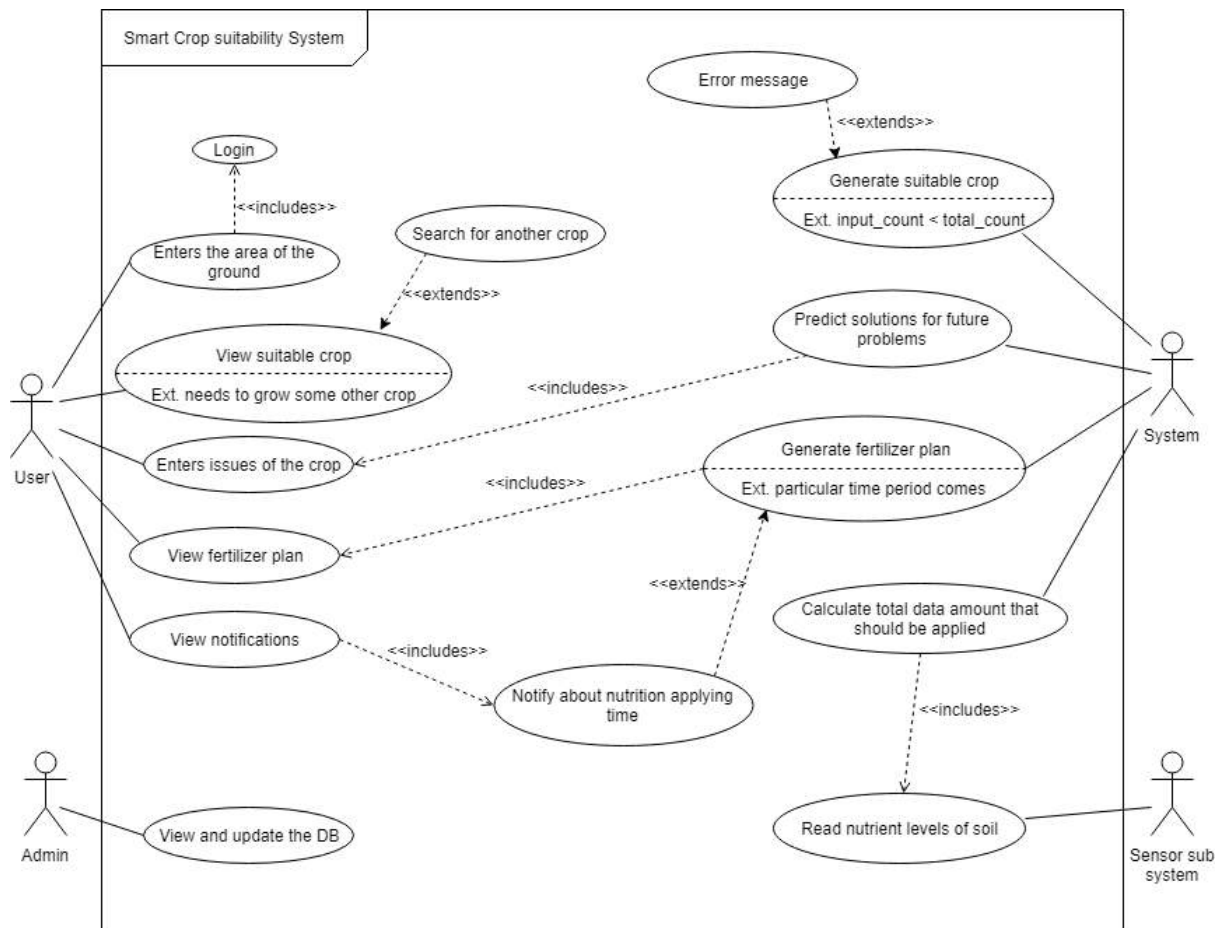 Smart Crop suitability System
Error message
<<extends>>
Login
Generate suitable crop
<<includes>>
Ext. input_count < total_count
Search for another crop
Enters the area of the
ground
<<extends>>
Predict solutions for future
problems
View suitable crop
<<includes>>
Ext. needs to grow some other crop
System
User
Enters issues of the crop
Generate fertilizer plan
<<includes>>
Ext. particular time period comes
View fertilizer plan
<<extends>>
Calculate total data amount that
should be applied
View notifications
<<includes>>
Notify about nutrition applying
time
<<includes>>
View and update the DB
Read nutrient levels of soil
Admin
Sensor sub
system